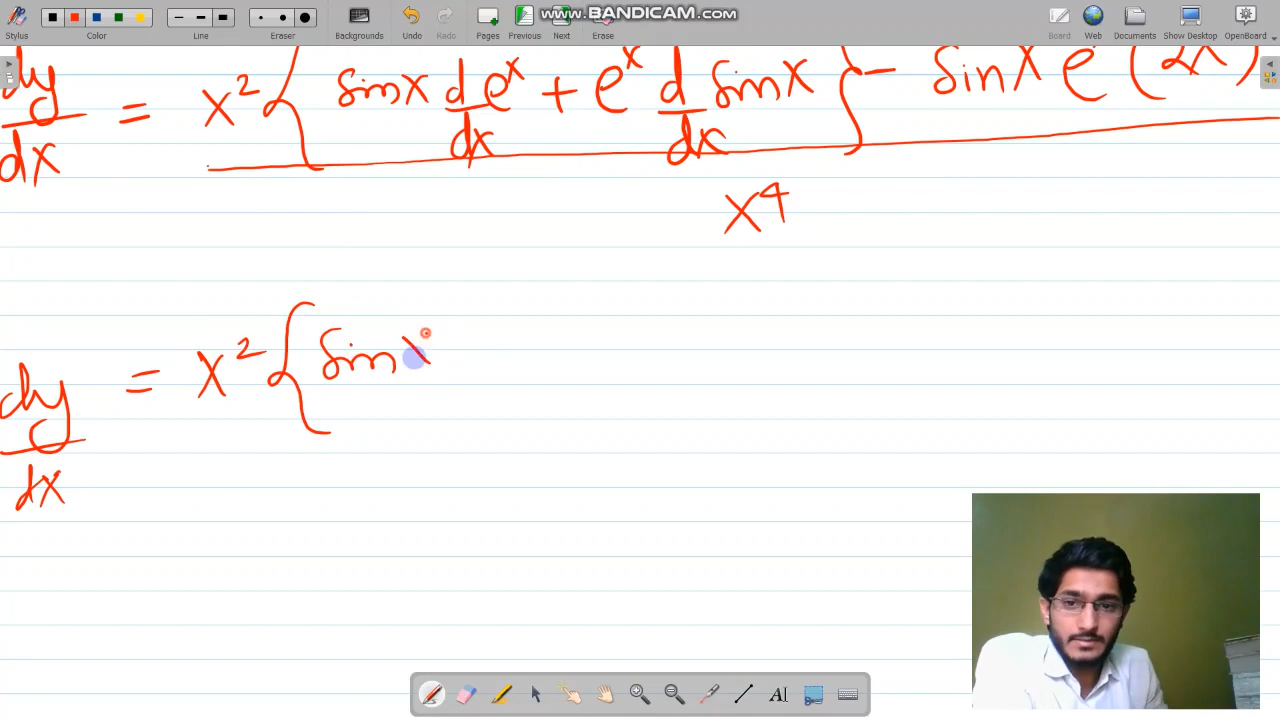 Stylus Color Line Eraser Backgrounds Undo Redo Pages Previous Next Erase www.BANDICAM.com Board Web Documents Show Desktop OpenBoard
dy/dx = x² { sinx d/dx eˣ + eˣ d/dx sinx } - sinx e (2x)
x⁴
dy/dx = x² { sin x
AI